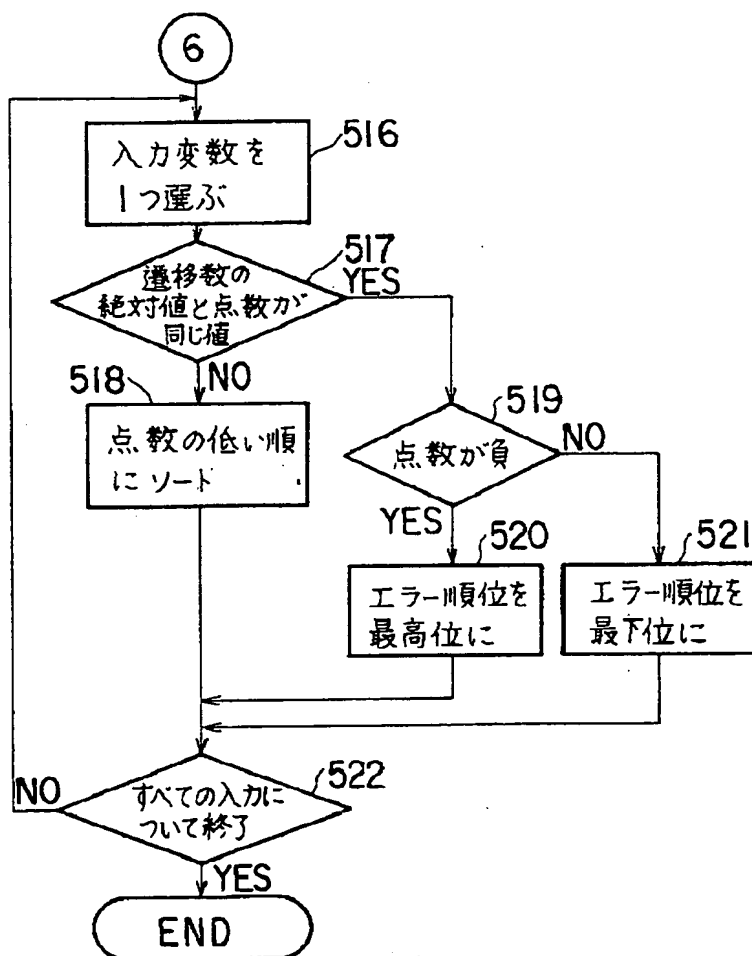 6
516
入力変数を
1つ選ぶ
517
遷移数の
絶対値と点数が
同じ値
YES
NO
518
点数の低い順
にソート
519
点数が負
NO
YES
520
エラー順位を
最高位に
521
エラー順位を
最下位に
522
すべての入力に
ついて終了
NO
YES
END